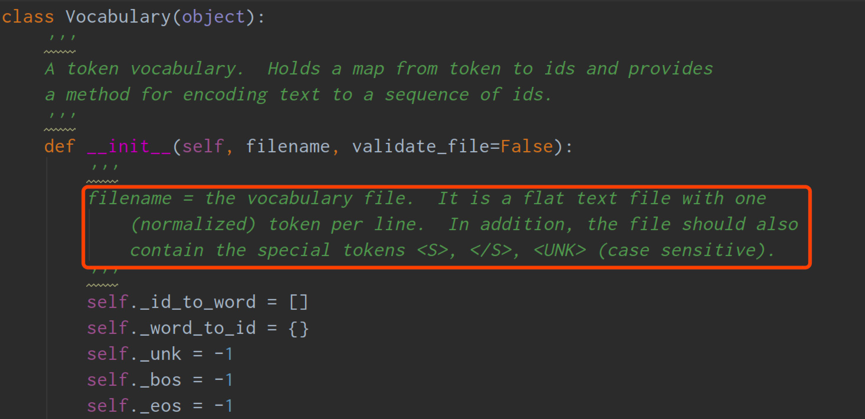 class Vocabulary(object):
'''
A token vocabulary.  Holds a map from token to ids and provides
a method for encoding text to a sequence of ids.
'''
def __init__(self, filename, validate_file=False):
'''
filename = the vocabulary file.  It is a flat text file with one
(normalized) token per line.  In addition, the file should also
contain the special tokens <S>, </S>, <UNK> (case sensitive).
'''
self._id_to_word = []
self._word_to_id = {}
self._unk = -1
self._bos = -1
self._eos = -1